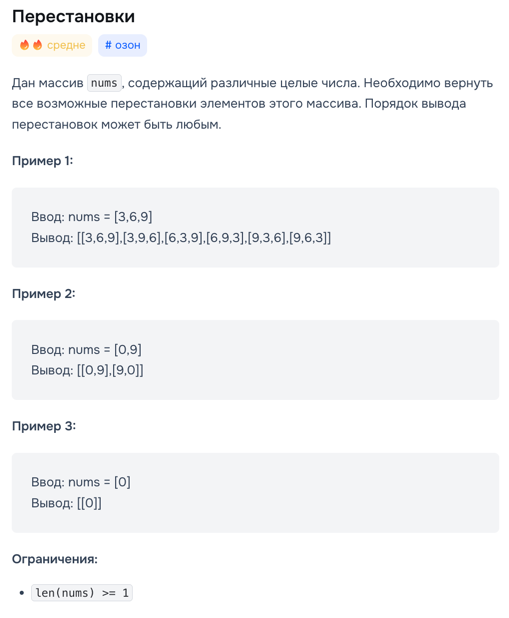 Перестановки
🔥🔥 средне # озон
Дан массив nums, содержащий различные целые числа. Необходимо вернуть
все возможные перестановки элементов этого массива. Порядок вывода
перестановок может быть любым.
Пример 1:
Ввод: nums = [3,6,9]
Вывод: [[3,6,9],[3,9,6],[6,3,9],[6,9,3],[9,3,6],[9,6,3]]
Пример 2:
Ввод: nums = [0,9]
Вывод: [[0,9],[9,0]]
Пример 3:
Ввод: nums = [0]
Вывод: [[0]]
Ограничения:
• len(nums) >= 1